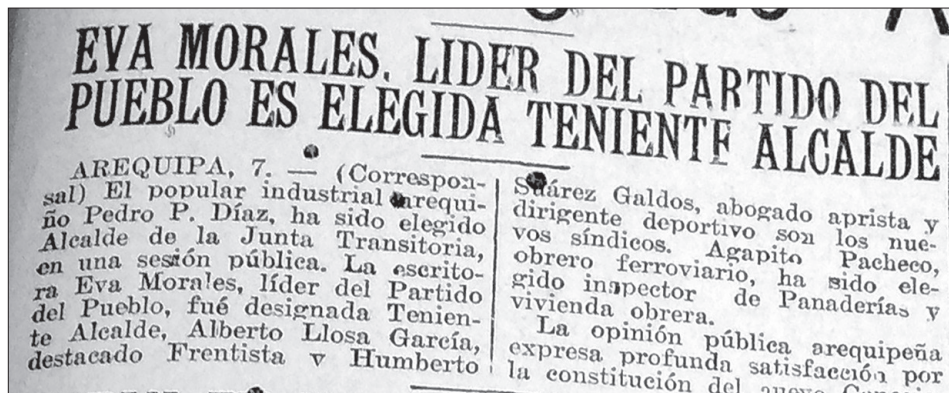 EVA MORALES, LIDER DEL PARTIDO DEL
PUEBLO ES ELEGIDA TENIENTE ALCALDE
AREQUIPA, 7. — (Correspon-
sal) El popular industrial arequi-
ño Pedro P. Díaz, ha sido elegido
Alcalde de la Junta Transitoria,
en una sesión pública. La escrito-
ra Eva Morales, líder del Partido
del Pueblo, fué designada Tenien-
te Alcalde, Alberto Llosa García,
destacado Frentista y Humberto
Suárez Galdos, abogado aprista y
dirigente deportivo son los nue-
vos síndicos. Agapito Pacheco,
obrero ferroviario, ha sido ele-
gido inspector de Panaderías y
vivienda obrera.
La opinión pública arequipeña
expresa profunda satisfacción por
la constitución del